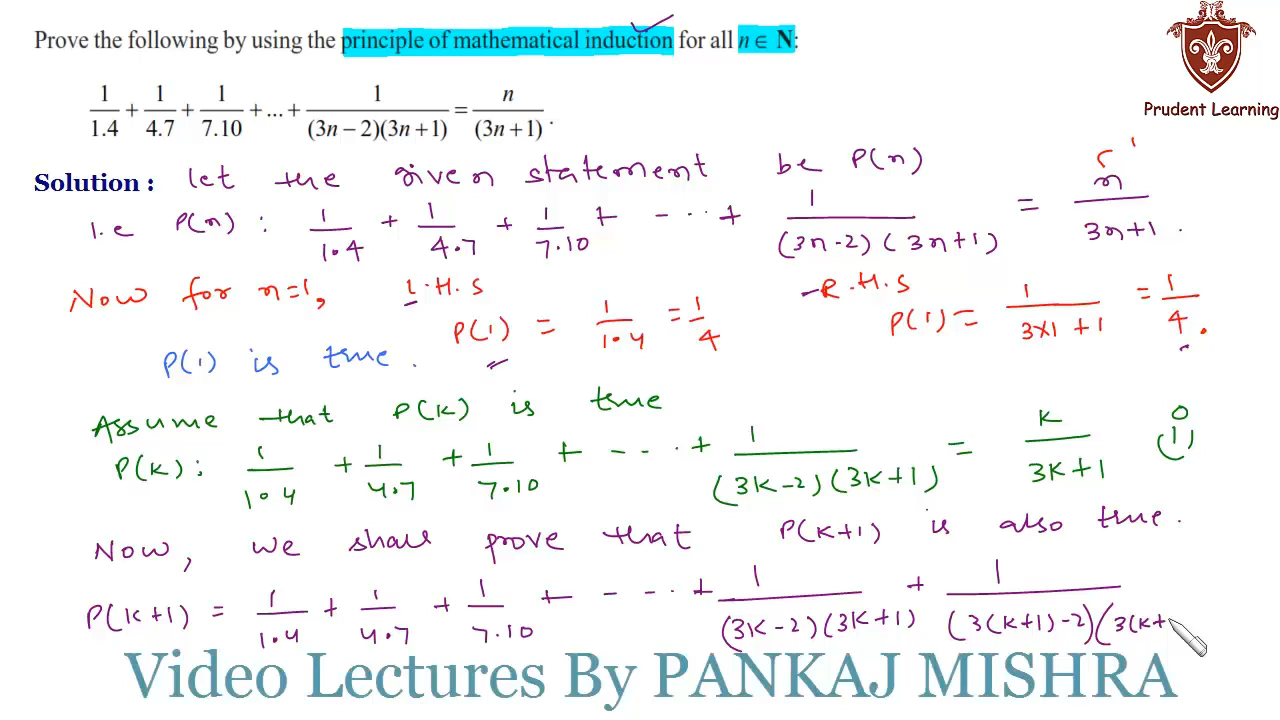 Prove the following by using the principle of mathematical induction for all n ∈ N:
Prudent Learning
1/1.4 + 1/4.7 + 1/7.10 + ... + 1/(3n − 2)(3n + 1) = n/(3n + 1) .
Solution : Let the given statement be P(n)
i.e P(n) : 1/1.4 + 1/4.7 + 1/7.10 + - - .. + 1/(3n-2)(3n+1) = n/3n+1 .
Now for n=1, L.H.S R.H.S
P(1) = 1/1.4 = 1/4 P(1) = 1/3x1 +1 = 1/4 .
P(1) is true .
Assume that P(k) is true
P(k) : 1/1.4 + 1/4.7 + 1/7.10 + - - .. + 1/(3k-2)(3k+1) = k/3k+1 (1)
Now, we shall prove that P(k+1) is also true .
P(k+1) = 1/1.4 + 1/4.7 + 1/7.10 + - - .. + 1/(3k-2)(3k+1) + 1/(3(k+1)-2)(3(k+
Video Lectures By PANKAJ MISHRA